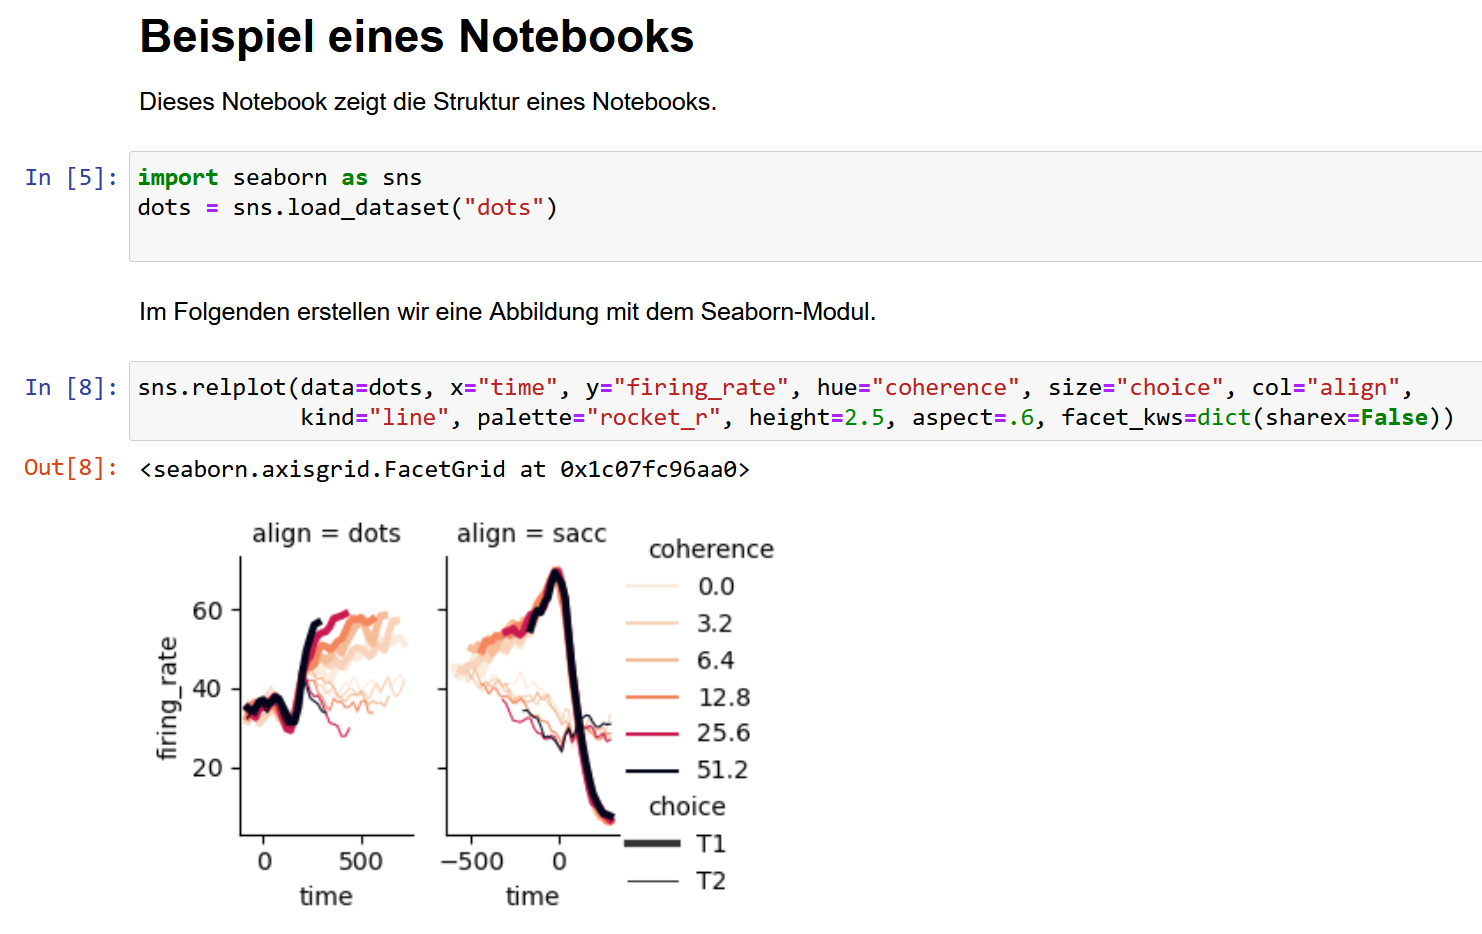 Beispiel eines Notebooks
Dieses Notebook zeigt die Struktur eines Notebooks.
In [5]: import seaborn as sns
dots = sns.load_dataset("dots")
Im Folgenden erstellen wir eine Abbildung mit dem Seaborn-Modul.
In [8]: sns.relplot(data=dots, x="time", y="firing_rate", hue="coherence", size="choice", col="align",
kind="line", palette="rocket_r", height=2.5, aspect=.6, facet_kws=dict(sharex=False))
Out[8]: <seaborn.axisgrid.FacetGrid at 0x1c07fc96aa0>
align = dots
align = sacc
firing_rate
60
40
20
0 500
time
−500 0
time
coherence
0.0
3.2
6.4
12.8
25.6
51.2
choice
T1
T2